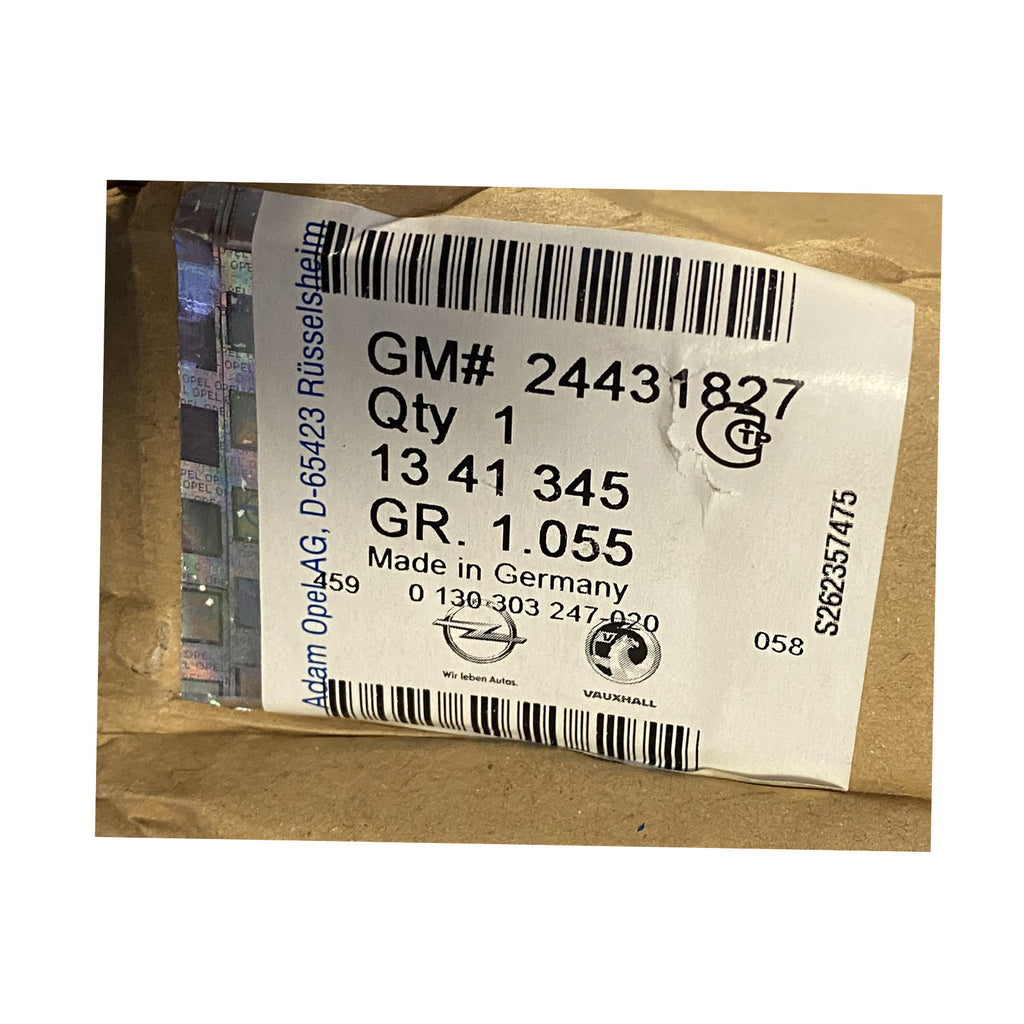 Adam Opel AG, D-65423 Rüsselsheim
GM# 24431827
Qty 1
13 41 345
GR. 1.055
Made in Germany
459
0 130 303 247-020
Wir leben Autos.
VAUXHALL
058
S262357475